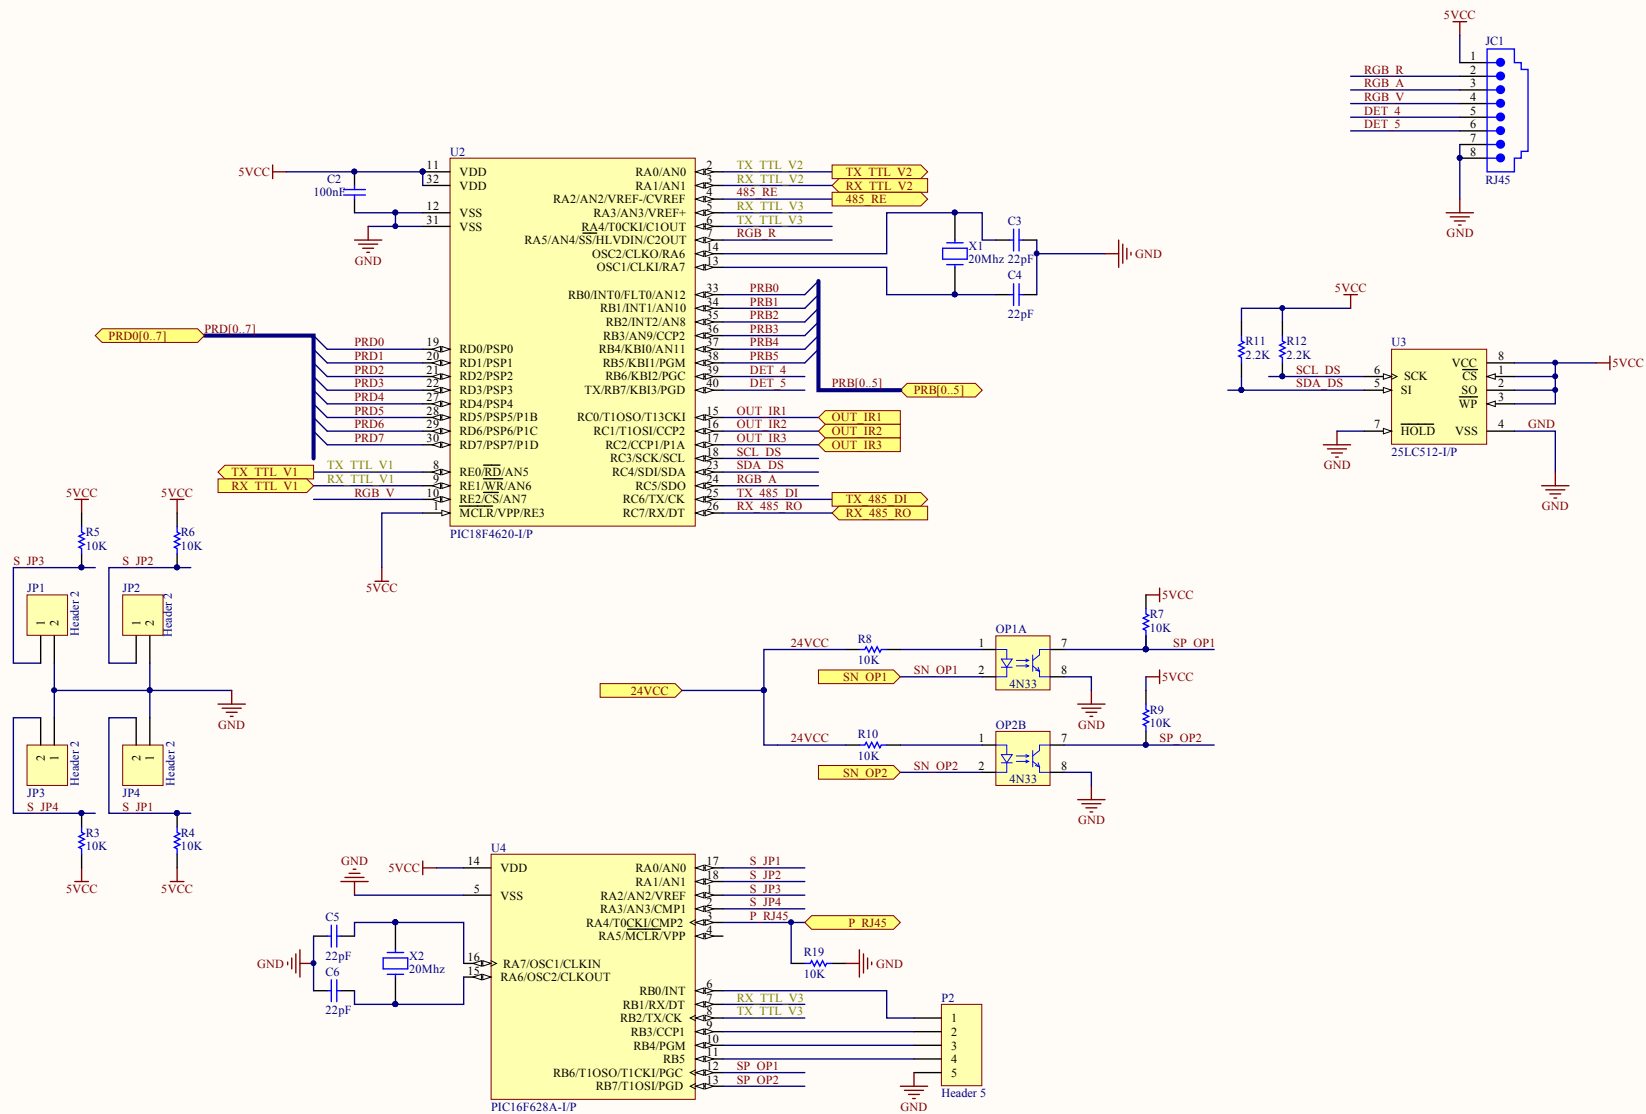 5VCC
JC1
1
RGB_R 2
RGB_A 3
RGB_V 4
DET_4 5
DET_5 6
7
8
RJ45
GND
U2
5VCC
C2
100nF
GND
11 VDD
32 VDD
12 VSS
31 VSS
PRD0[0..7]
PRD[0..7]
PRD0 19 RD0/PSP0
PRD1 20 RD1/PSP1
PRD2 21 RD2/PSP2
PRD3 22 RD3/PSP3
PRD4 27 RD4/PSP4
PRD5 28 RD5/PSP5/P1B
PRD6 29 RD6/PSP6/P1C
PRD7 30 RD7/PSP7/P1D
TX_TTL_V1 TX_TTL_V1 8 RE0/RD/AN5
RX_TTL_V1 RX_TTL_V1 9 RE1/WR/AN6
RGB_V 10 RE2/CS/AN7
1 MCLR/VPP/RE3
PIC18F4620-I/P
5VCC
RA0/AN0 2 TX_TTL_V2 TX_TTL_V2
RA1/AN1 3 RX_TTL_V2 RX_TTL_V2
RA2/AN2/VREF-/CVREF 4 485_RE 485_RE
RA3/AN3/VREF+ 5 RX_TTL_V3
RA4/T0CKI/C1OUT 6 TX_TTL_V3
RA5/AN4/SS/HLVDIN/C2OUT 7 RGB_R
OSC2/CLKO/RA6 14
OSC1/CLKI/RA7 13
RB0/INT0/FLT0/AN12 33 PRB0
RB1/INT1/AN10 34 PRB1
RB2/INT2/AN8 35 PRB2
RB3/AN9/CCP2 36 PRB3
RB4/KBI0/AN11 37 PRB4
RB5/KBI1/PGM 38 PRB5
RB6/KBI2/PGC 39 DET_4
TX/RB7/KBI3/PGD 40 DET_5
PRB[0..5] PRB[0..5]
RC0/T1OSO/T13CKI 15 OUT_IR1 OUT_IR1
RC1/T1OSI/CCP2 16 OUT_IR2 OUT_IR2
RC2/CCP1/P1A 17 OUT_IR3 OUT_IR3
RC3/SCK/SCL 18 SCL_DS
RC4/SDI/SDA 23 SDA_DS
RC5/SDO 24 RGB_A
RC6/TX/CK 25 TX_485_DI TX_485_DI
RC7/RX/DT 26 RX_485_RO RX_485_RO
X1
20Mhz
C3
22pF
C4
22pF
GND
5VCC
R11
2.2K
R12
2.2K
U3
SCL_DS 6 SCK
SDA_DS 5 SI
7 HOLD
GND
VCC 8
CS 1
SO 2
WP 3
VSS 4
25LC512-I/P
5VCC
GND
GND
5VCC
5VCC
R5
10K
R6
10K
S_JP3
S_JP2
JP1
1
2
Header 2
JP2
1
2
Header 2
GND
2
1
Header 2
JP3
2
1
Header 2
JP4
S_JP4
S_JP1
R3
10K
R4
10K
5VCC
5VCC
24VCC
24VCC
R8
10K
SN_OP1 SN_OP1
OP1A
1
2
7
8
4N33
GND
5VCC
R7
10K
SP_OP1
24VCC
R10
10K
SN_OP2 SN_OP2
OP2B
1
2
7
8
4N33
GND
5VCC
R9
10K
SP_OP2
U4
GND
5VCC
14 VDD
5 VSS
C5
22pF
C6
22pF
GND
X2
20Mhz
16 RA7/OSC1/CLKIN
15 RA6/OSC2/CLKOUT
RA0/AN0 17 S_JP1
RA1/AN1 18 S_JP2
RA2/AN2/VREF 1 S_JP3
RA3/AN3/CMP1 2 S_JP4
RA4/T0CKI/CMP2 3 P_RJ45 P_RJ45
RA5/MCLR/VPP 4
R19
10K
GND
RB0/INT 6
RB1/RX/DT 7 RX_TTL_V3
RB2/TX/CK 8 TX_TTL_V3
RB3/CCP1 9
RB4/PGM 10
RB5 11
RB6/T1OSO/T1CKI/PGC 12 SP_OP1
RB7/T1OSI/PGD 13 SP_OP2
PIC16F628A-I/P
P2
1
2
3
4
5
Header 5
GND